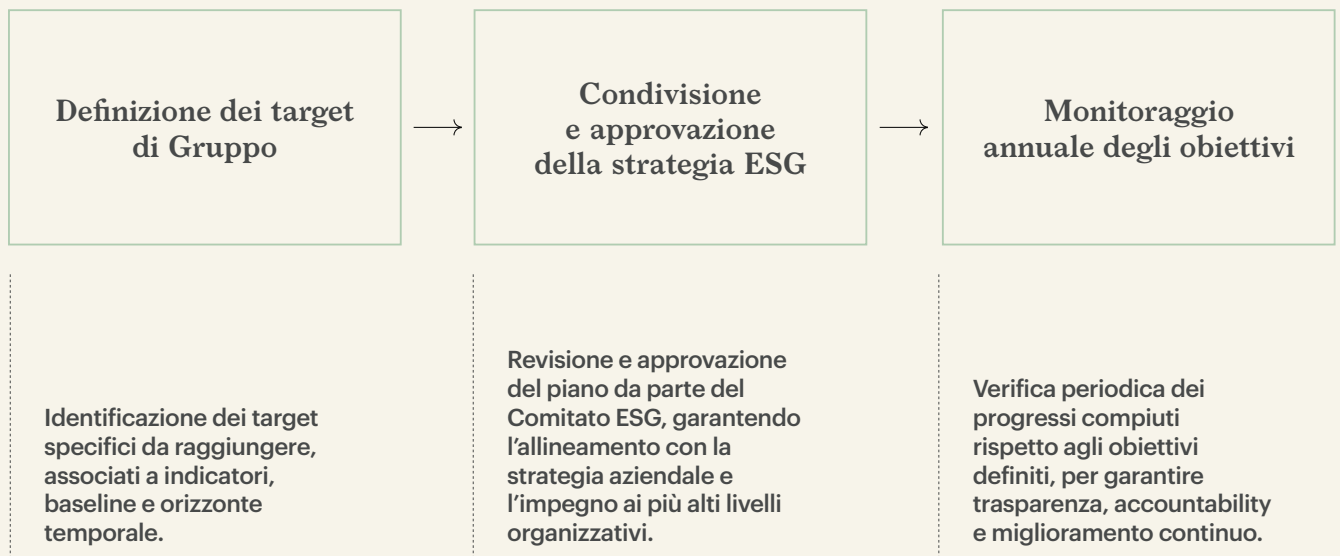 Definizione dei target
di Gruppo
Condivisione
e approvazione
della strategia ESG
Monitoraggio
annuale degli obiettivi
Identificazione dei target
specifici da raggiungere,
associati a indicatori,
baseline e orizzonte
temporale.
Revisione e approvazione
del piano da parte del
Comitato ESG, garantendo
l’allineamento con la
strategia aziendale e
l’impegno ai più alti livelli
organizzativi.
Verifica periodica dei
progressi compiuti
rispetto agli obiettivi
definiti, per garantire
trasparenza, accountability
e miglioramento continuo.